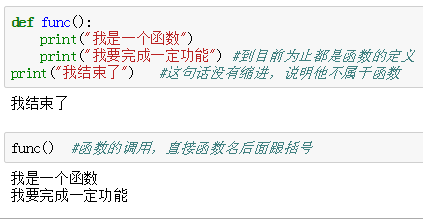 def func():
    print("我是一个函数")
    print("我要完成一定功能") #到目前为止都是函数的定义
print("我结束了")   #这句话没有缩进，说明他不属于函数
我结束了
func()  #函数的调用，直接函数名后面跟括号
我是一个函数
我要完成一定功能